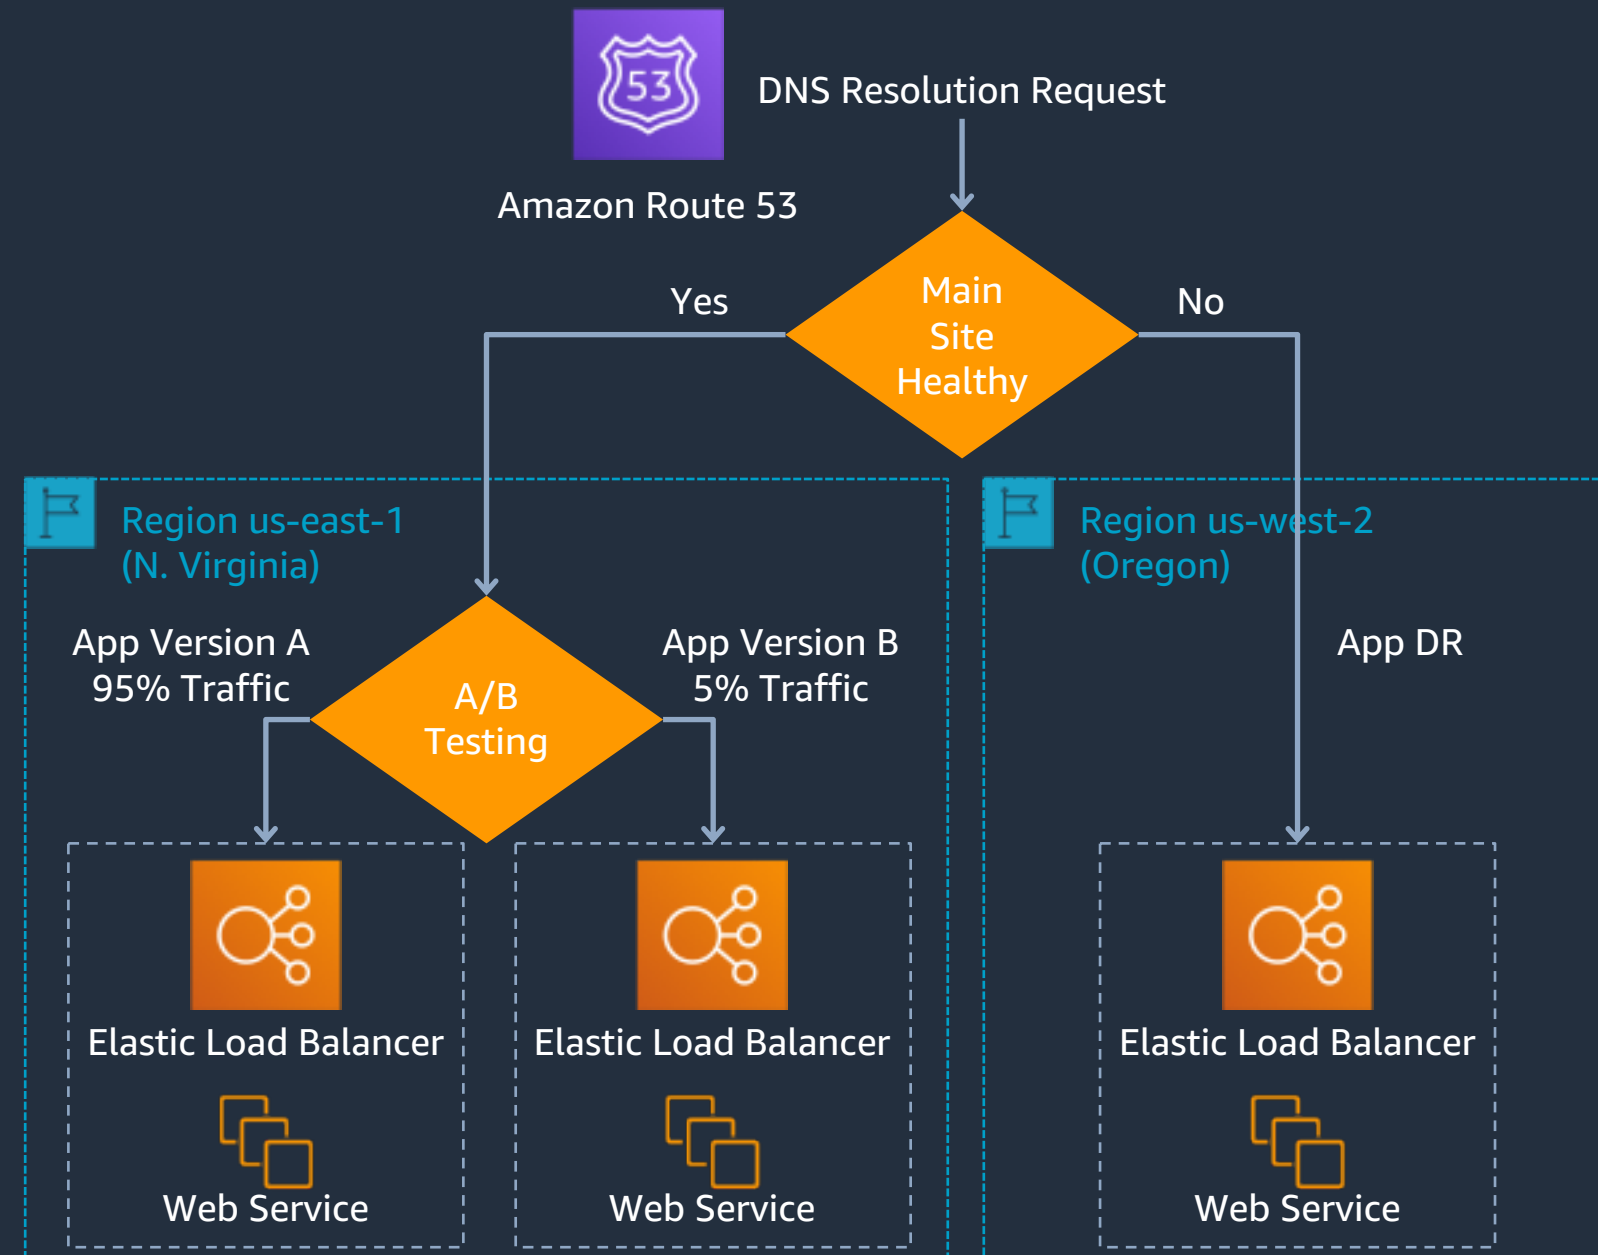 53
DNS Resolution Request
Amazon Route 53
Main
Site
Healthy
Yes
No
Region us-east-1
(N. Virginia)
Region us-west-2
(Oregon)
App Version A
95% Traffic
A/B
Testing
App Version B
5% Traffic
App DR
Elastic Load Balancer
Elastic Load Balancer
Elastic Load Balancer
Web Service
Web Service
Web Service